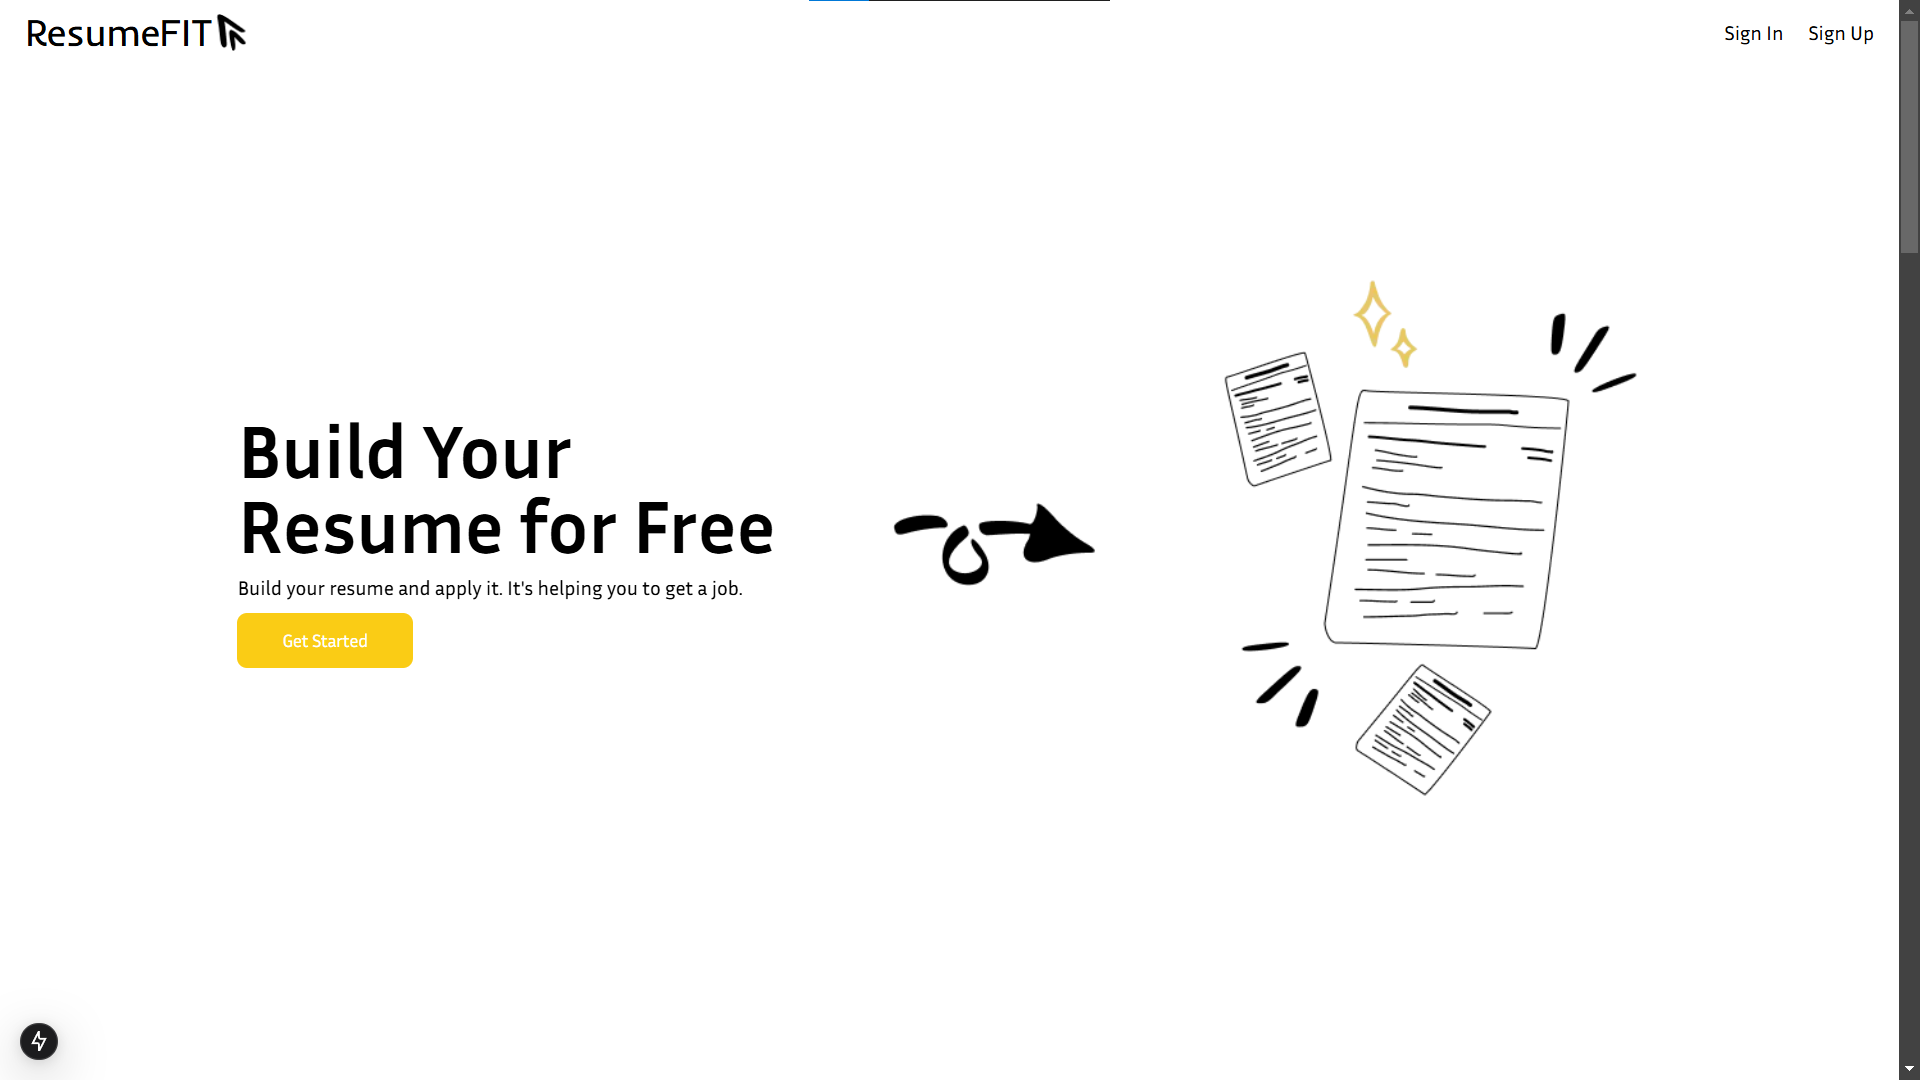 ResumeFIT
Sign In
Sign Up
Build Your
Resume for Free
Build your resume and apply it. It's helping you to get a job.
Get Started